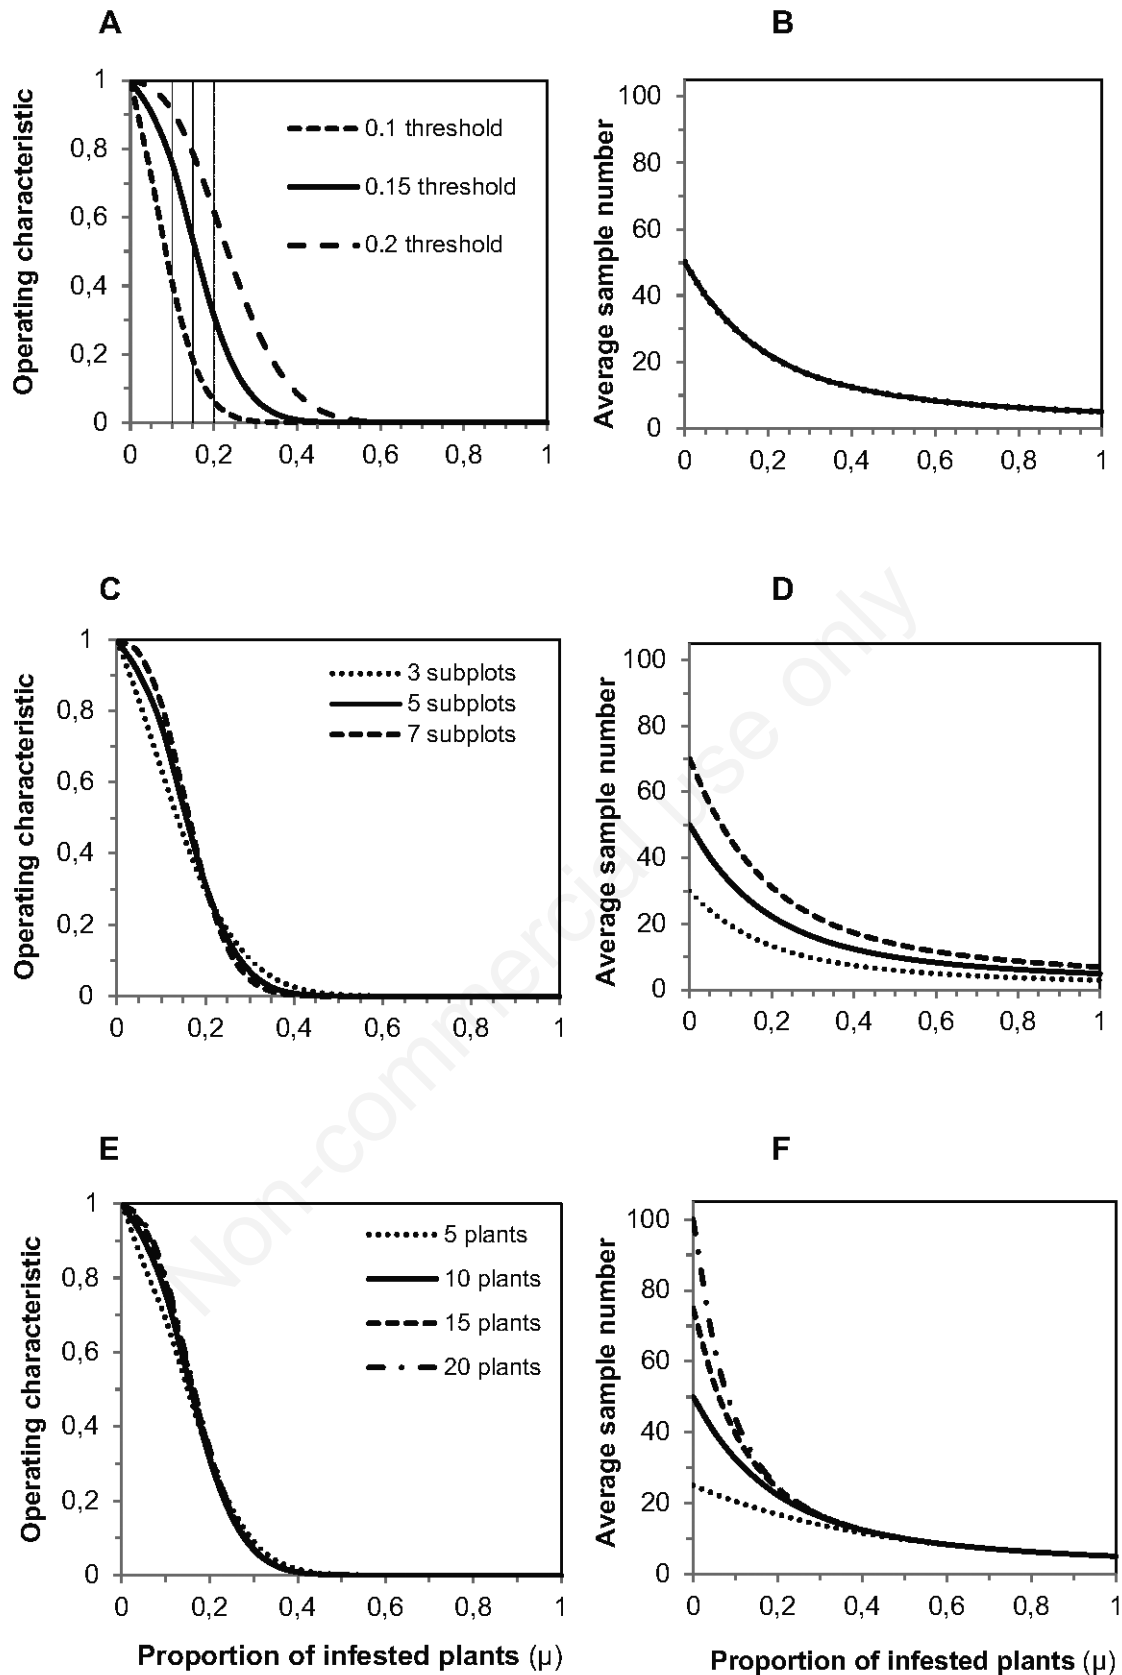 A
Operating characteristic
1
0,8
0,6
0,4
0,2
0
0 0,2 0,4 0,6 0,8 1
0.1 threshold
0.15 threshold
0.2 threshold
B
Average sample number
100
80
60
40
20
0
0 0,2 0,4 0,6 0,8 1
C
Operating characteristic
1
0,8
0,6
0,4
0,2
0
0 0,2 0,4 0,6 0,8 1
3 subplots
5 subplots
7 subplots
D
Average sample number
100
80
60
40
20
0
0 0,2 0,4 0,6 0,8 1
E
Operating characteristic
1
0,8
0,6
0,4
0,2
0
0 0,2 0,4 0,6 0,8 1
5 plants
10 plants
15 plants
20 plants
Proportion of infested plants (µ)
F
Average sample number
100
80
60
40
20
0
0 0,2 0,4 0,6 0,8 1
Proportion of infested plants (µ)
Non-commercial use only